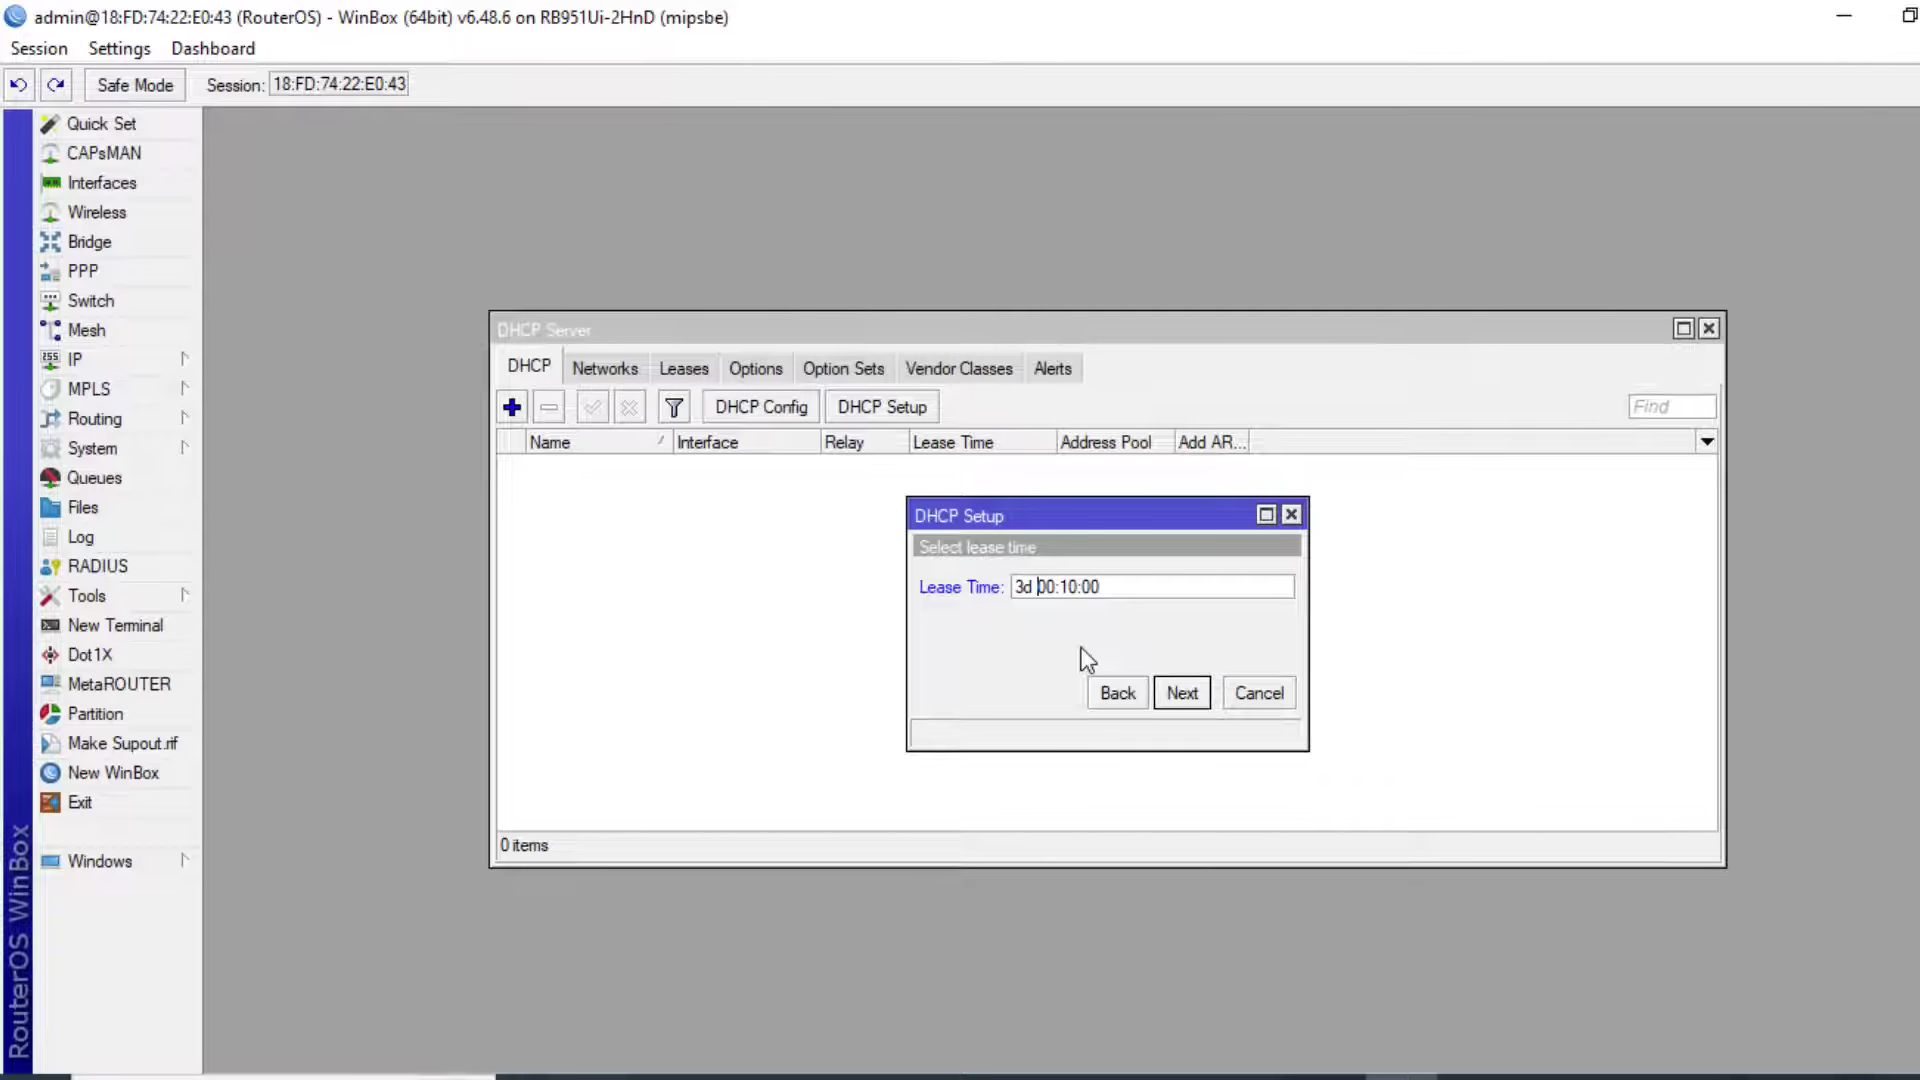 admin@18:FD:74:22:E0:43 (RouterOS) - WinBox (64bit) v6.48.6 on RB951Ui-2HnD (mipsbe)
Session Settings Dashboard
Safe Mode Session: 18:FD:74:22:E0:43
Quick Set
CAPsMAN
Interfaces
Wireless
Bridge
PPP
Switch
Mesh
255 IP
MPLS
Routing
System
Queues
Files
Log
RADIUS
Tools
New Terminal
Dot1X
MetaROUTER
Partition
Make Supout.rif
New WinBox
Exit
Windows
RouterOS WinBox
DHCP Server
DHCP Networks Leases Options Option Sets Vendor Classes Alerts
DHCP Config DHCP Setup Find
Name Interface Relay Lease Time Address Pool Add AR...
DHCP Setup
Select lease time
Lease Time: 3d 00:10:00
Back Next Cancel
0 items